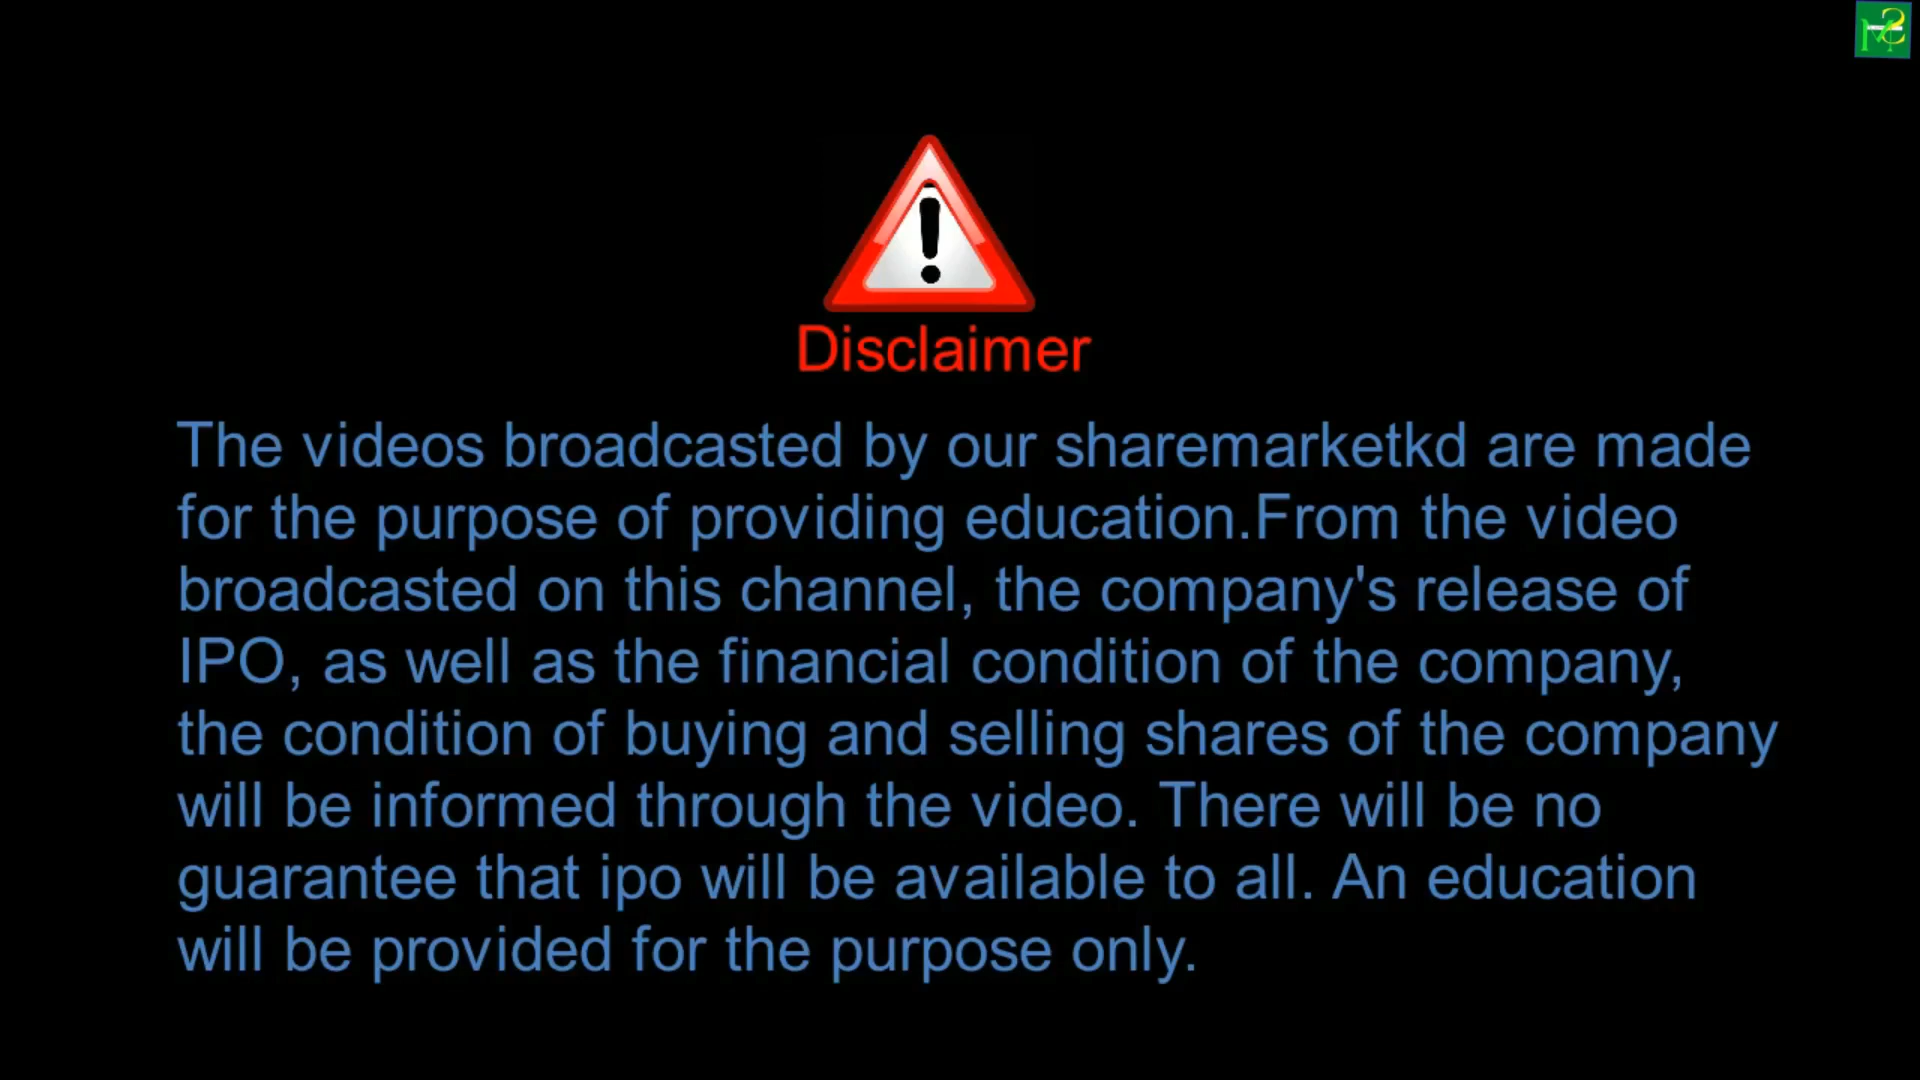 Disclaimer
The videos broadcasted by our sharemarketkd are made
for the purpose of providing education.From the video
broadcasted on this channel, the company's release of
IPO, as well as the financial condition of the company,
the condition of buying and selling shares of the company
will be informed through the video. There will be no
guarantee that ipo will be available to all. An education
will be provided for the purpose only.